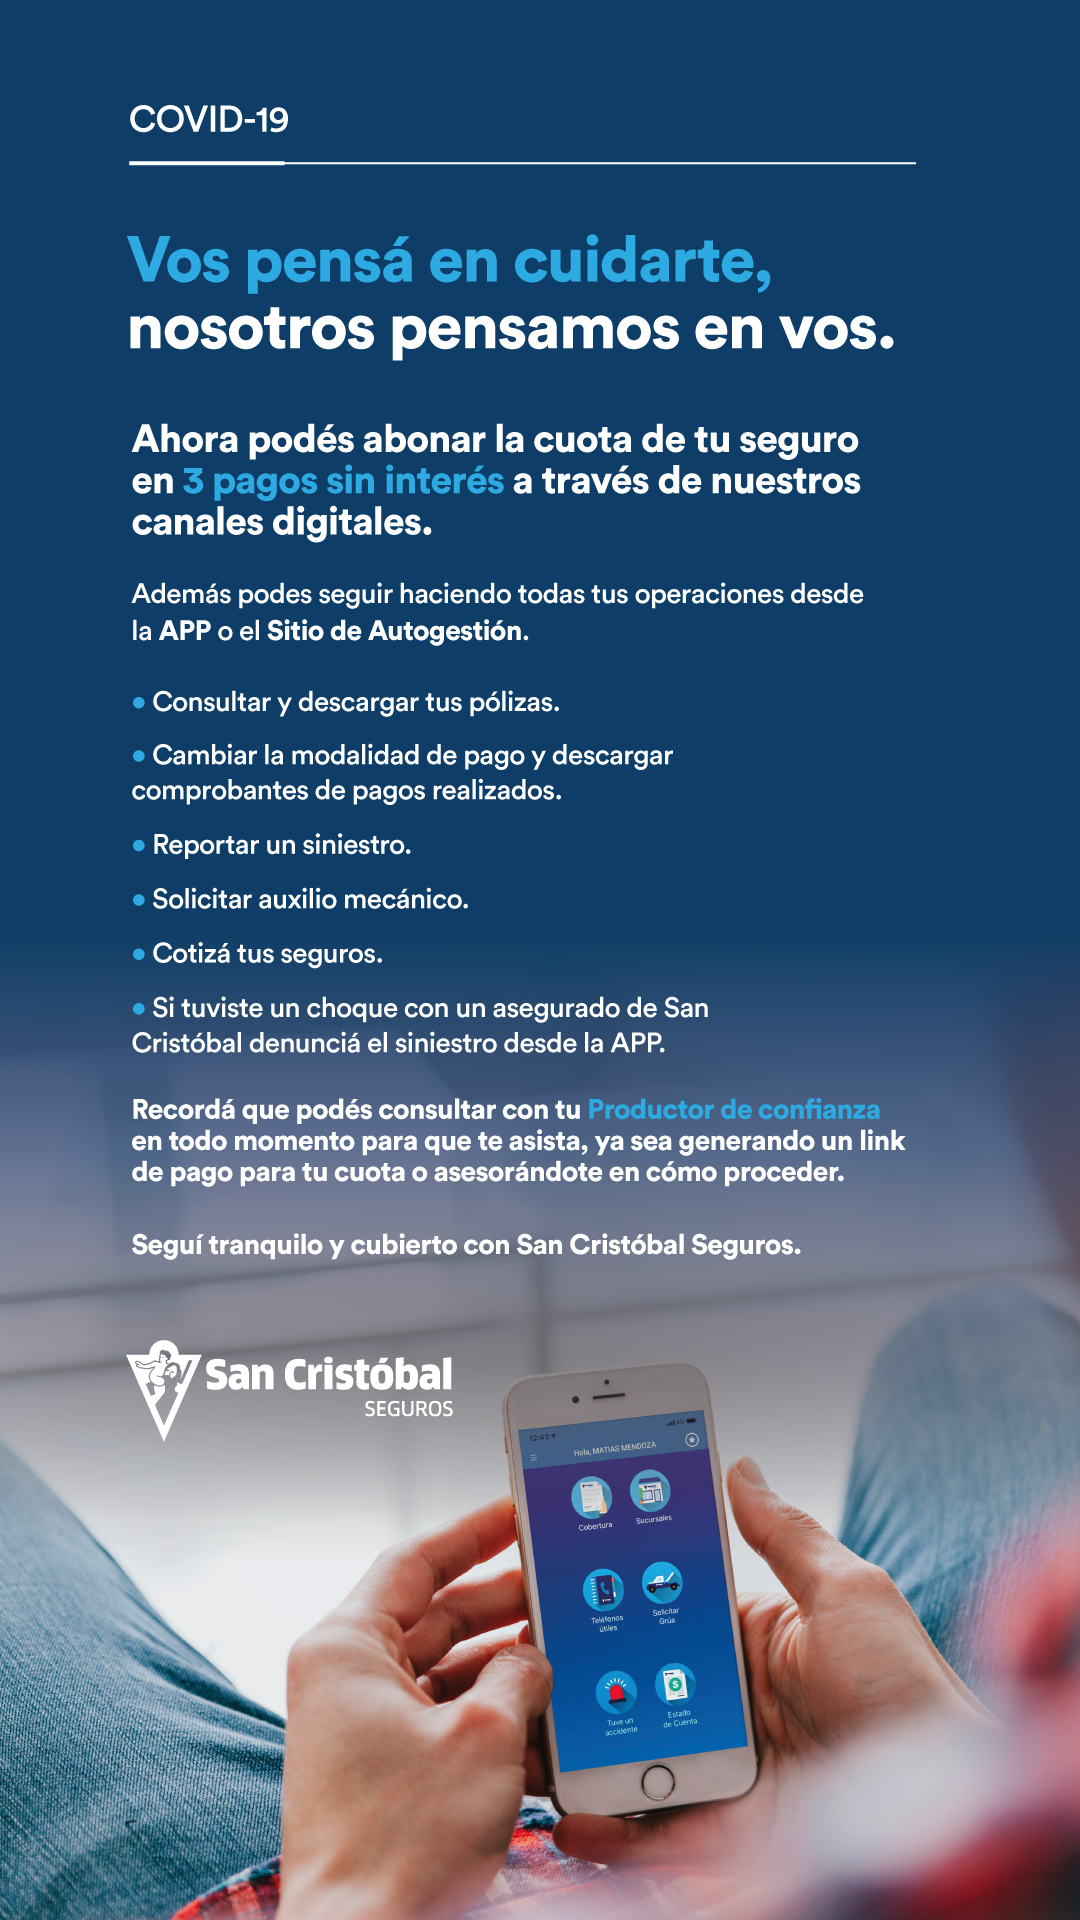 COVID-19
Vos pensá en cuidarte,
nosotros pensamos en vos.
Ahora podés abonar la cuota de tu seguro
en 3 pagos sin interés a través de nuestros
canales digitales.
Además podes seguir haciendo todas tus operaciones desde
la APP o el Sitio de Autogestión.
• Consultar y descargar tus pólizas.
• Cambiar la modalidad de pago y descargar
comprobantes de pagos realizados.
• Reportar un siniestro.
• Solicitar auxilio mecánico.
• Cotizá tus seguros.
• Si tuviste un choque con un asegurado de San
Cristóbal denunciá el siniestro desde la APP.
Recordá que podés consultar con tu Productor de confianza
en todo momento para que te asista, ya sea generando un link
de pago para tu cuota o asesorándote en cómo proceder.
Seguí tranquilo y cubierto con San Cristóbal Seguros.
San Cristóbal
SEGUROS
12:43 4G
Hola, MATIAS MENDOZA
Cobertura Sucursales
Teléfonos
útiles
Solicitar
Grúa
Tuve un
accidente
Estado
de Cuenta